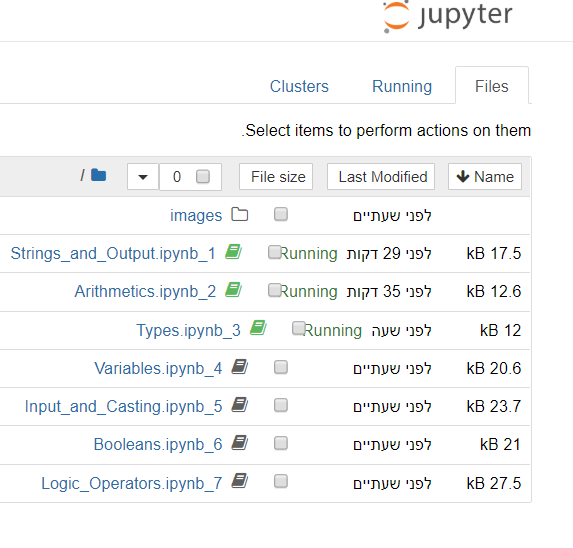 jupyter
Clusters Running Files
.Select items to perform actions on them
/ 0 File size Last Modified Name
images לפני שעתיים
Strings_and_Output.ipynb_1 Running לפני 29 דקות kB 17.5
Arithmetics.ipynb_2 Running לפני 35 דקות kB 12.6
Types.ipynb_3 Running לפני שעה kB 12
Variables.ipynb_4 לפני שעתיים kB 20.6
Input_and_Casting.ipynb_5 לפני שעתיים kB 23.7
Booleans.ipynb_6 לפני שעתיים kB 21
Logic_Operators.ipynb_7 לפני שעתיים kB 27.5